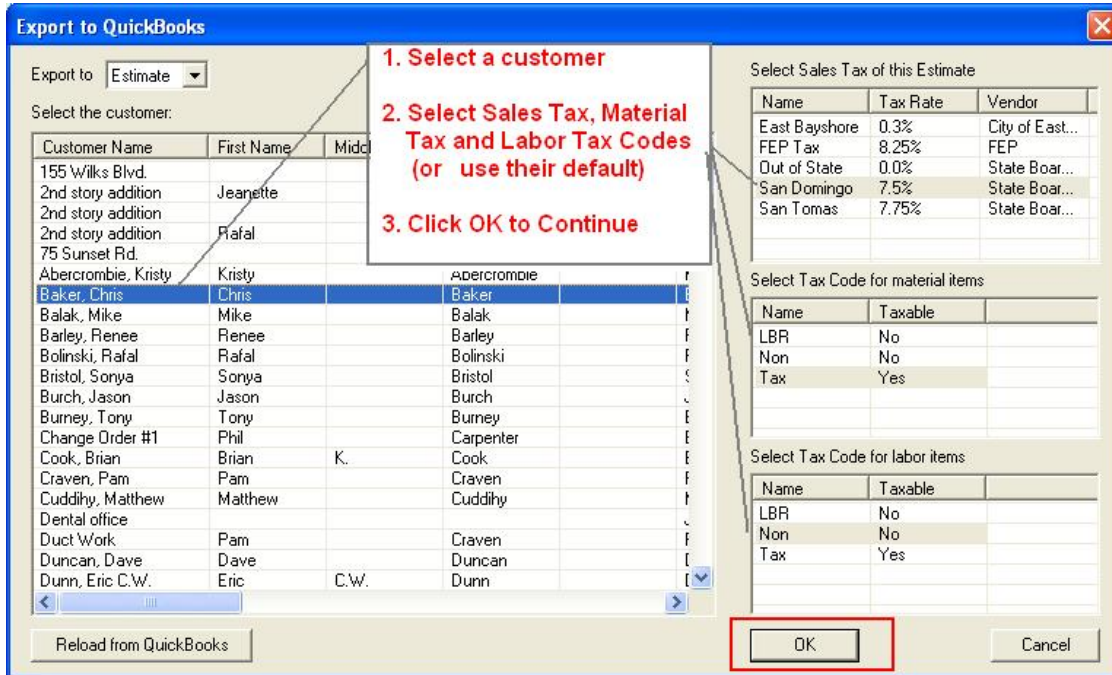 Export to QuickBooks
Export to Estimate
Select the customer:
1. Select a customer
2. Select Sales Tax, Material
Tax and Labor Tax Codes
(or use their default)
3. Click OK to Continue
Customer Name First Name
155 Wilks Blvd.
2nd story addition Jeanette
2nd story addition
2nd story addition Rafal
75 Sunset Rd.
Abercrombie, Kristy Kristy Abercrombie
Baker, Chris Chris Baker
Balak, Mike Mike Balak
Barley, Renee Renee Barley
Bolinski, Rafal Rafal Bolinski
Bristol, Sonya Sonya Bristol
Burch, Jason Jason Burch
Burney, Tony Tony Burney
Change Order #1 Phil Carpenter
Cook, Brian Brian K. Cook
Craven, Pam Pam Craven
Cuddihy, Matthew Matthew Cuddihy
Dental office
Duct Work Pam Craven
Duncan, Dave Dave Duncan
Dunn, Eric C.W. Eric C.W. Dunn
Reload from QuickBooks
Select Sales Tax of this Estimate
Name Tax Rate Vendor
East Bayshore 0.3% City of East...
FEP Tax 8.25% FEP
Out of State 0.0% State Boar...
San Domingo 7.5% State Boar...
San Tomas 7.75% State Boar...
Select Tax Code for material items
Name Taxable
LBR No
Non No
Tax Yes
Select Tax Code for labor items
Name Taxable
LBR No
Non No
Tax Yes
OK Cancel